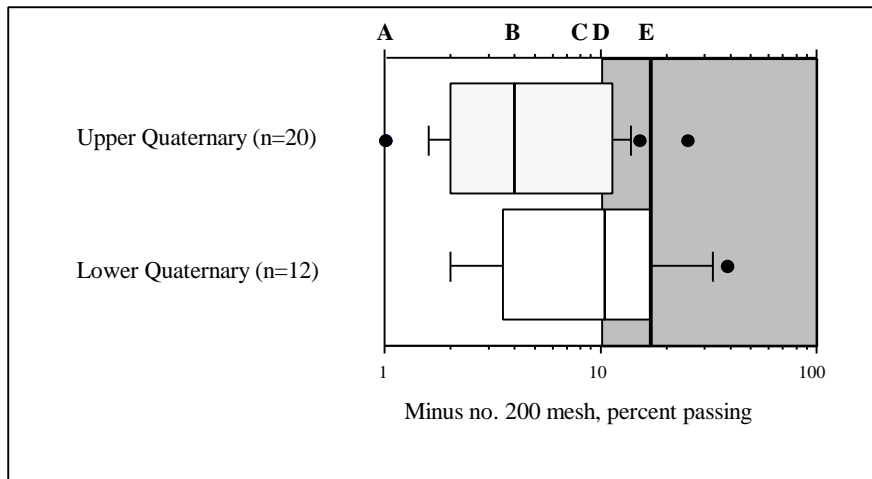 A B C D E
Upper Quaternary (n=20)
Lower Quaternary (n=12)
1 10 100
Minus no. 200 mesh, percent passing